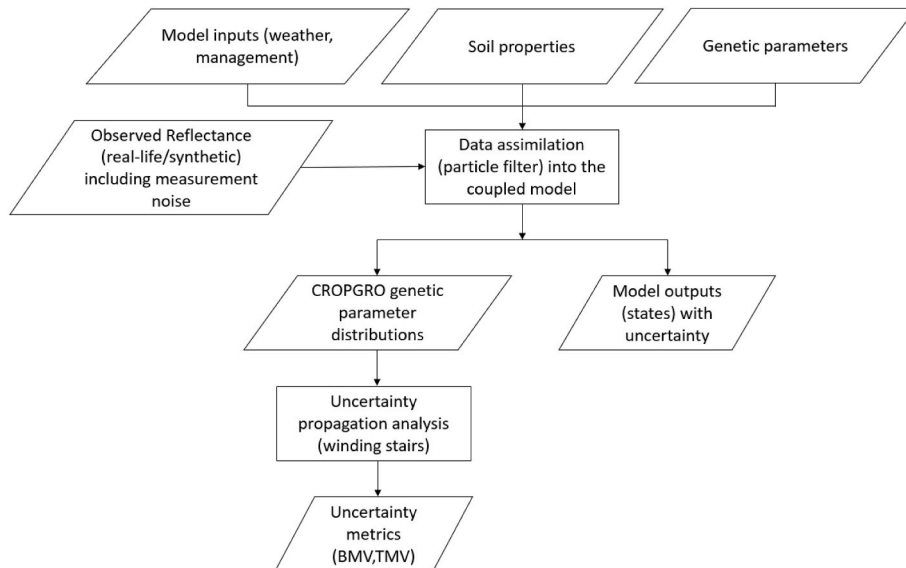 Model inputs (weather,
management)
Soil properties
Genetic parameters
Observed Reflectance
(real-life/synthetic)
including measurement
noise
Data assimilation
(particle filter) into the
coupled model
CROPGRO genetic
parameter
distributions
Model outputs
(states) with
uncertainty
Uncertainty
propagation analysis
(winding stairs)
Uncertainty
metrics
(BMV,TMV)